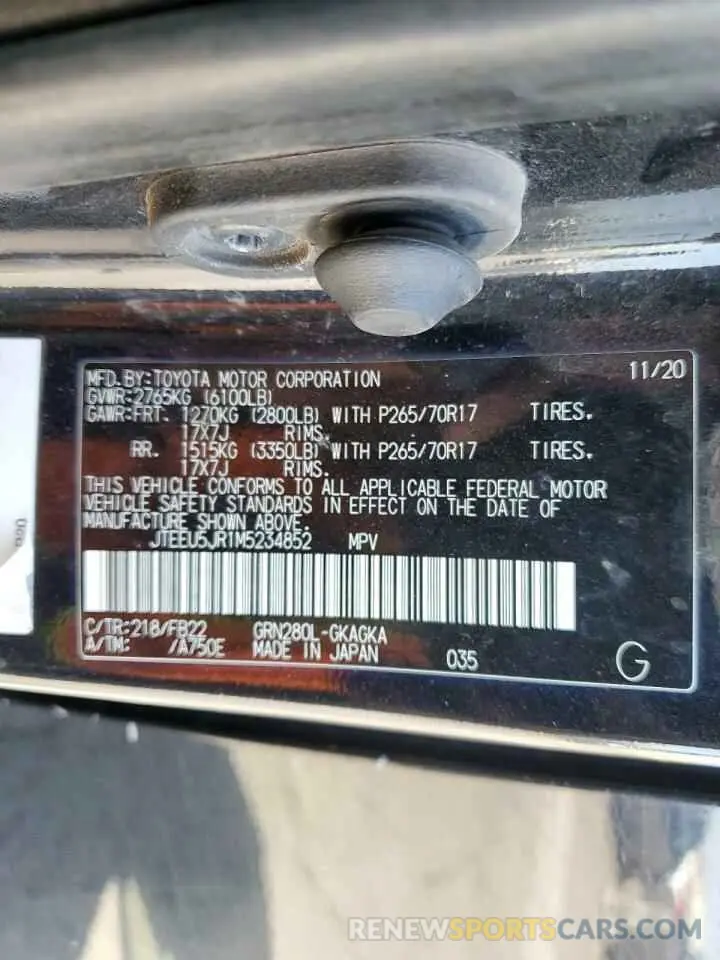 MFD.BY:TOYOTA MOTOR CORPORATION 11/20
GVWR:2765KG (6100LB)
GAWR:FRT. 1270KG (2800LB) WITH P265/70R17 TIRES.
17X7J RIMS.
RR. 1515KG (3350LB) WITH P265/70R17 TIRES.
17X7J RIMS.
THIS VEHICLE CONFORMS TO ALL APPLICABLE FEDERAL MOTOR
VEHICLE SAFETY STANDARDS IN EFFECT ON THE DATE OF
MANUFACTURE SHOWN ABOVE.
JTEEU5JR1M5234852 MPV
C/TR:218/FB22 GRN280L-GKAGKA
A/TM: /A750E MADE IN JAPAN 035 G
RENEWSPORTSCARS.COM